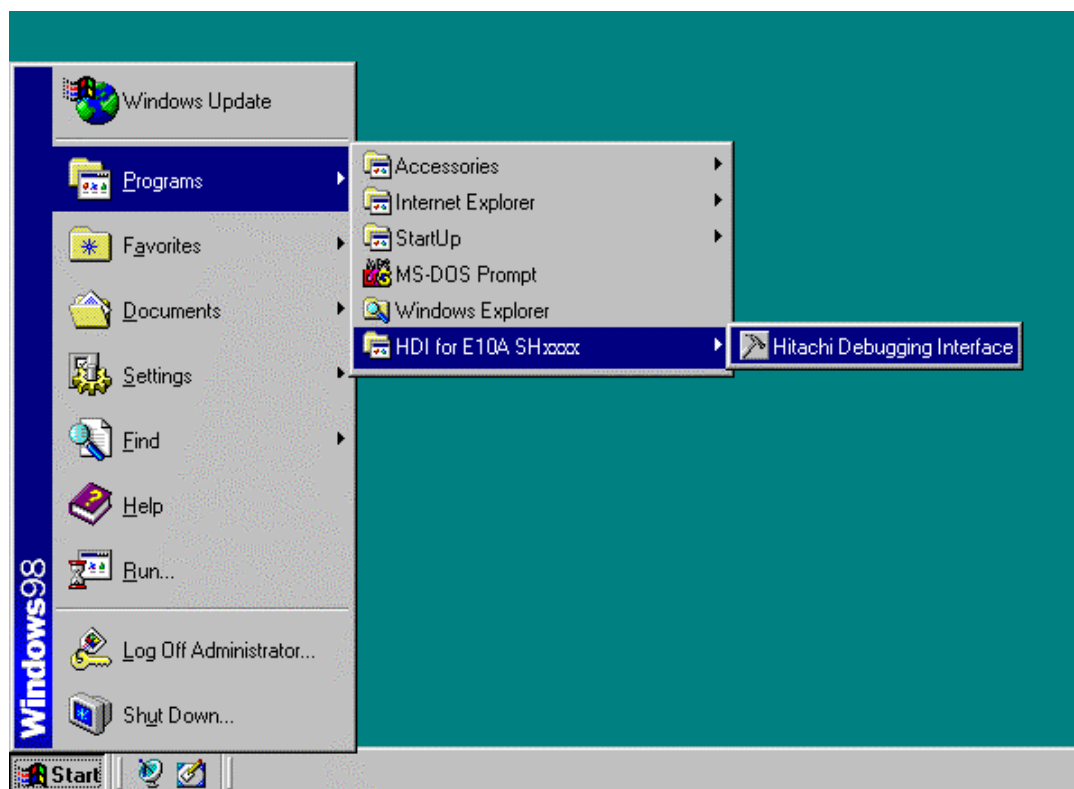 Windows Update
Programs
Favorites
Documents
Settings
Find
Help
Run...
Log Off Administrator...
Shut Down...
Windows98
Accessories
Internet Explorer
StartUp
MS-DOS Prompt
Windows Explorer
HDI for E10A SHxxxx
Hitachi Debugging Interface
Start